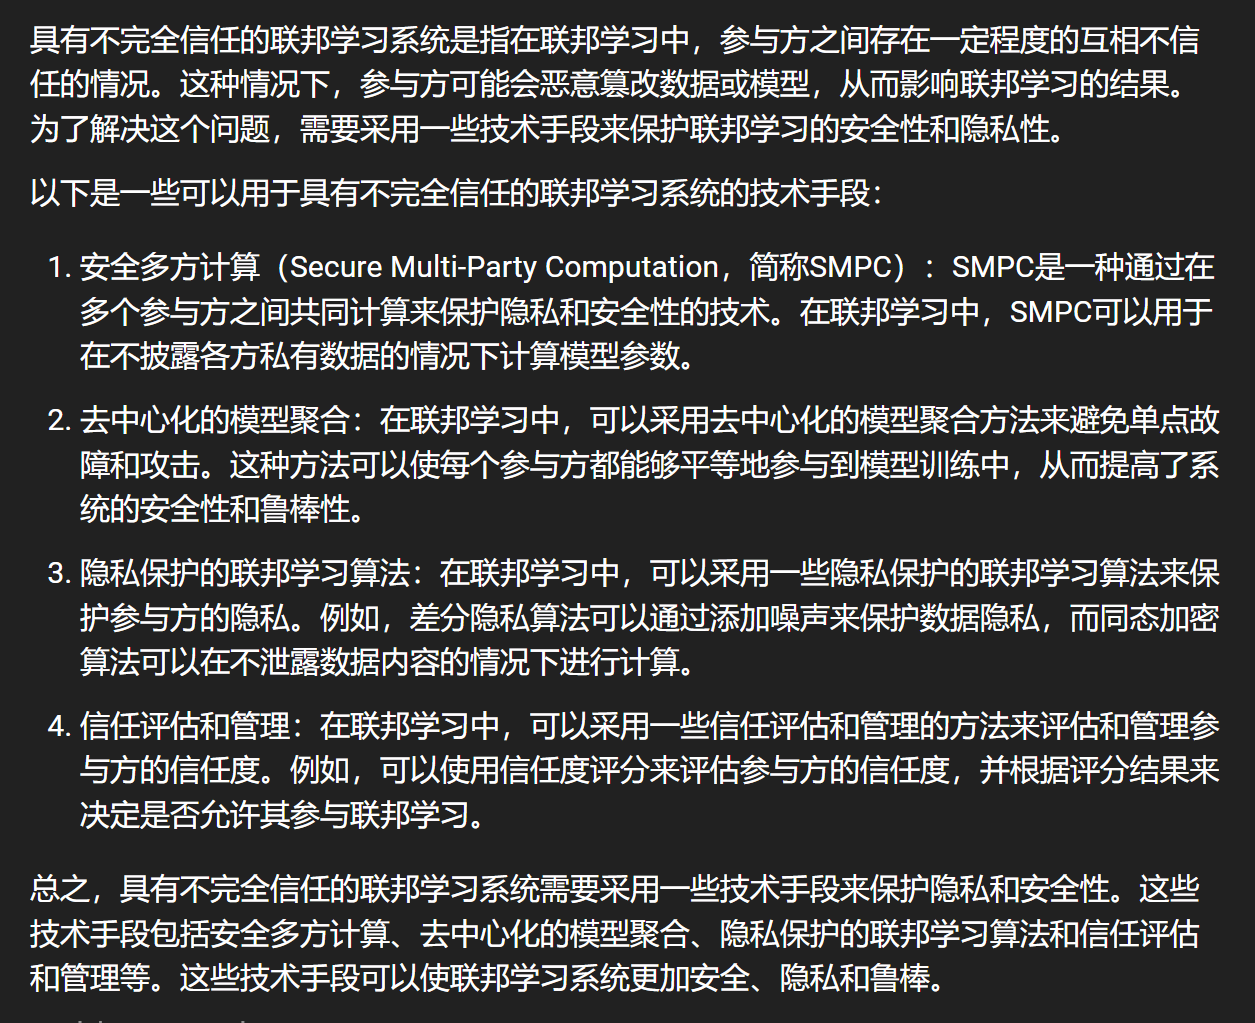 具有不完全信任的联邦学习系统是指在联邦学习中，参与方之间存在一定程度的互相不信
任的情况。这种情况下，参与方可能会恶意篡改数据或模型，从而影响联邦学习的结果。
为了解决这个问题，需要采用一些技术手段来保护联邦学习的安全性和隐私性。
以下是一些可以用于具有不完全信任的联邦学习系统的技术手段：
1. 安全多方计算（Secure Multi-Party Computation，简称SMPC）：SMPC是一种通过在
多个参与方之间共同计算来保护隐私和安全性的技术。在联邦学习中，SMPC可以用于
在不披露各方私有数据的情况下计算模型参数。
2. 去中心化的模型聚合：在联邦学习中，可以采用去中心化的模型聚合方法来避免单点故
障和攻击。这种方法可以使每个参与方都能够平等地参与到模型训练中，从而提高了系
统的安全性和鲁棒性。
3. 隐私保护的联邦学习算法：在联邦学习中，可以采用一些隐私保护的联邦学习算法来保
护参与方的隐私。例如，差分隐私算法可以通过添加噪声来保护数据隐私，而同态加密
算法可以在不泄露数据内容的情况下进行计算。
4. 信任评估和管理：在联邦学习中，可以采用一些信任评估和管理的方法来评估和管理参
与方的信任度。例如，可以使用信任度评分来评估参与方的信任度，并根据评分结果来
决定是否允许其参与联邦学习。
总之，具有不完全信任的联邦学习系统需要采用一些技术手段来保护隐私和安全性。这些
技术手段包括安全多方计算、去中心化的模型聚合、隐私保护的联邦学习算法和信任评估
和管理等。这些技术手段可以使联邦学习系统更加安全、隐私和鲁棒。